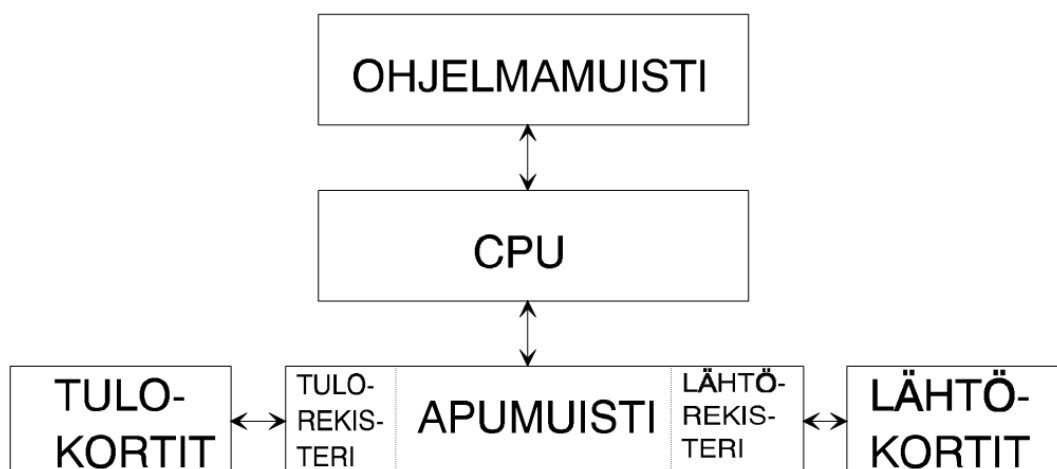 OHJELMAMUISTI
CPU
TULO-
KORTIT
TULO-
REKIS-
TERI
APUMUISTI
LÄHTÖ-
REKIS-
TERI
LÄHTÖ-
KORTIT